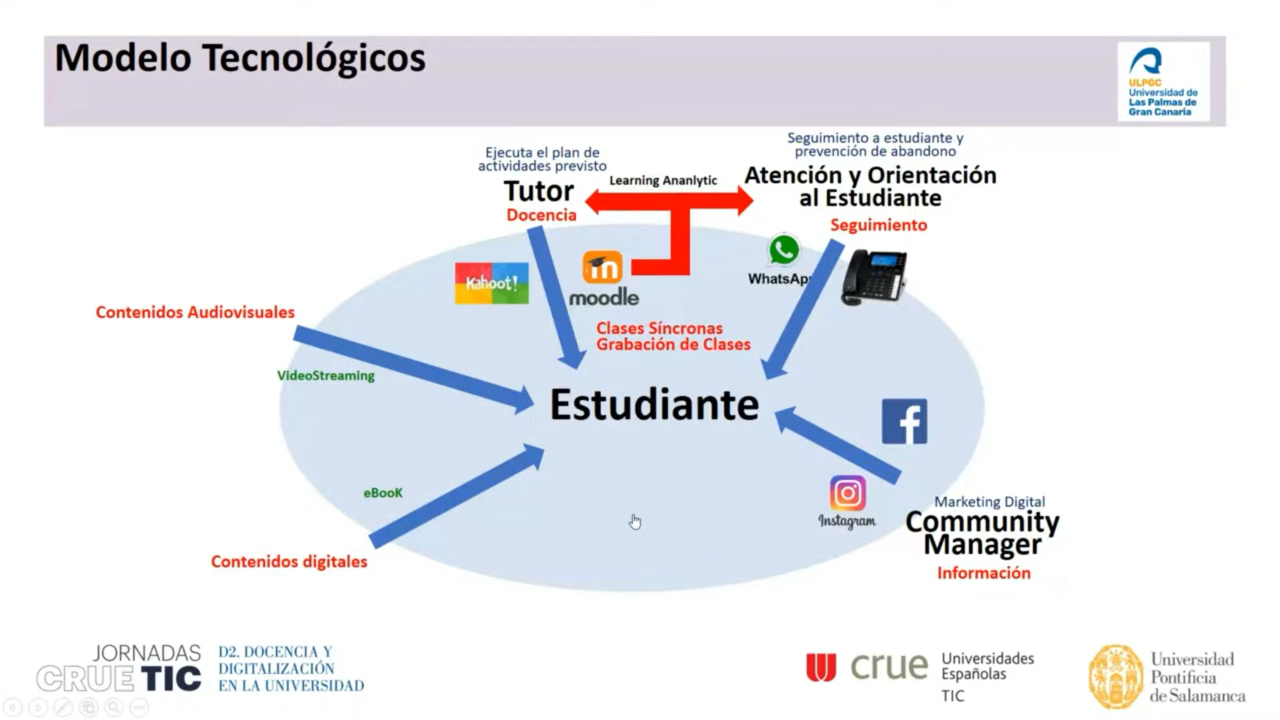 Modelo Tecnológicos
ULPGC
Universidad de
Las Palmas de
Gran Canaria
Ejecuta el plan de
actividades previsto
Tutor
Docencia
Learning Ananlytic
Seguimiento a estudiante y
prevención de abandono
Atención y Orientación
al Estudiante
Seguimiento
Kahoot!
moodle
WhatsApp
Clases Síncronas
Grabación de Clases
Contenidos Audiovisuales
VideoStreaming
Estudiante
eBooK
Contenidos digitales
Instagram
Marketing Digital
Community
Manager
Información
JORNADAS
CRUE TIC
D2. DOCENCIA Y
DIGITALIZACIÓN
EN LA UNIVERSIDAD
crue
Universidades
Españolas
TIC
Universidad
Pontificia
de Salamanca